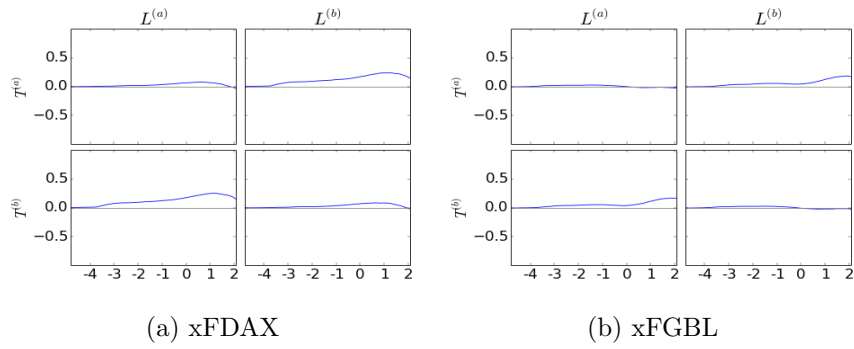 L^{(a)} L^{(b)} L^{(a)} L^{(b)}
0.5 0.5
T^{(a)} 0.0 T^{(a)} 0.0
−0.5 −0.5
0.5 0.5
T^{(b)} 0.0 T^{(b)} 0.0
−0.5 −0.5
-4 -3 -2 -1 0 1 2 -4 -3 -2 -1 0 1 2 -4 -3 -2 -1 0 1 2 -4 -3 -2 -1 0 1 2
(a) xFDAX (b) xFGBL